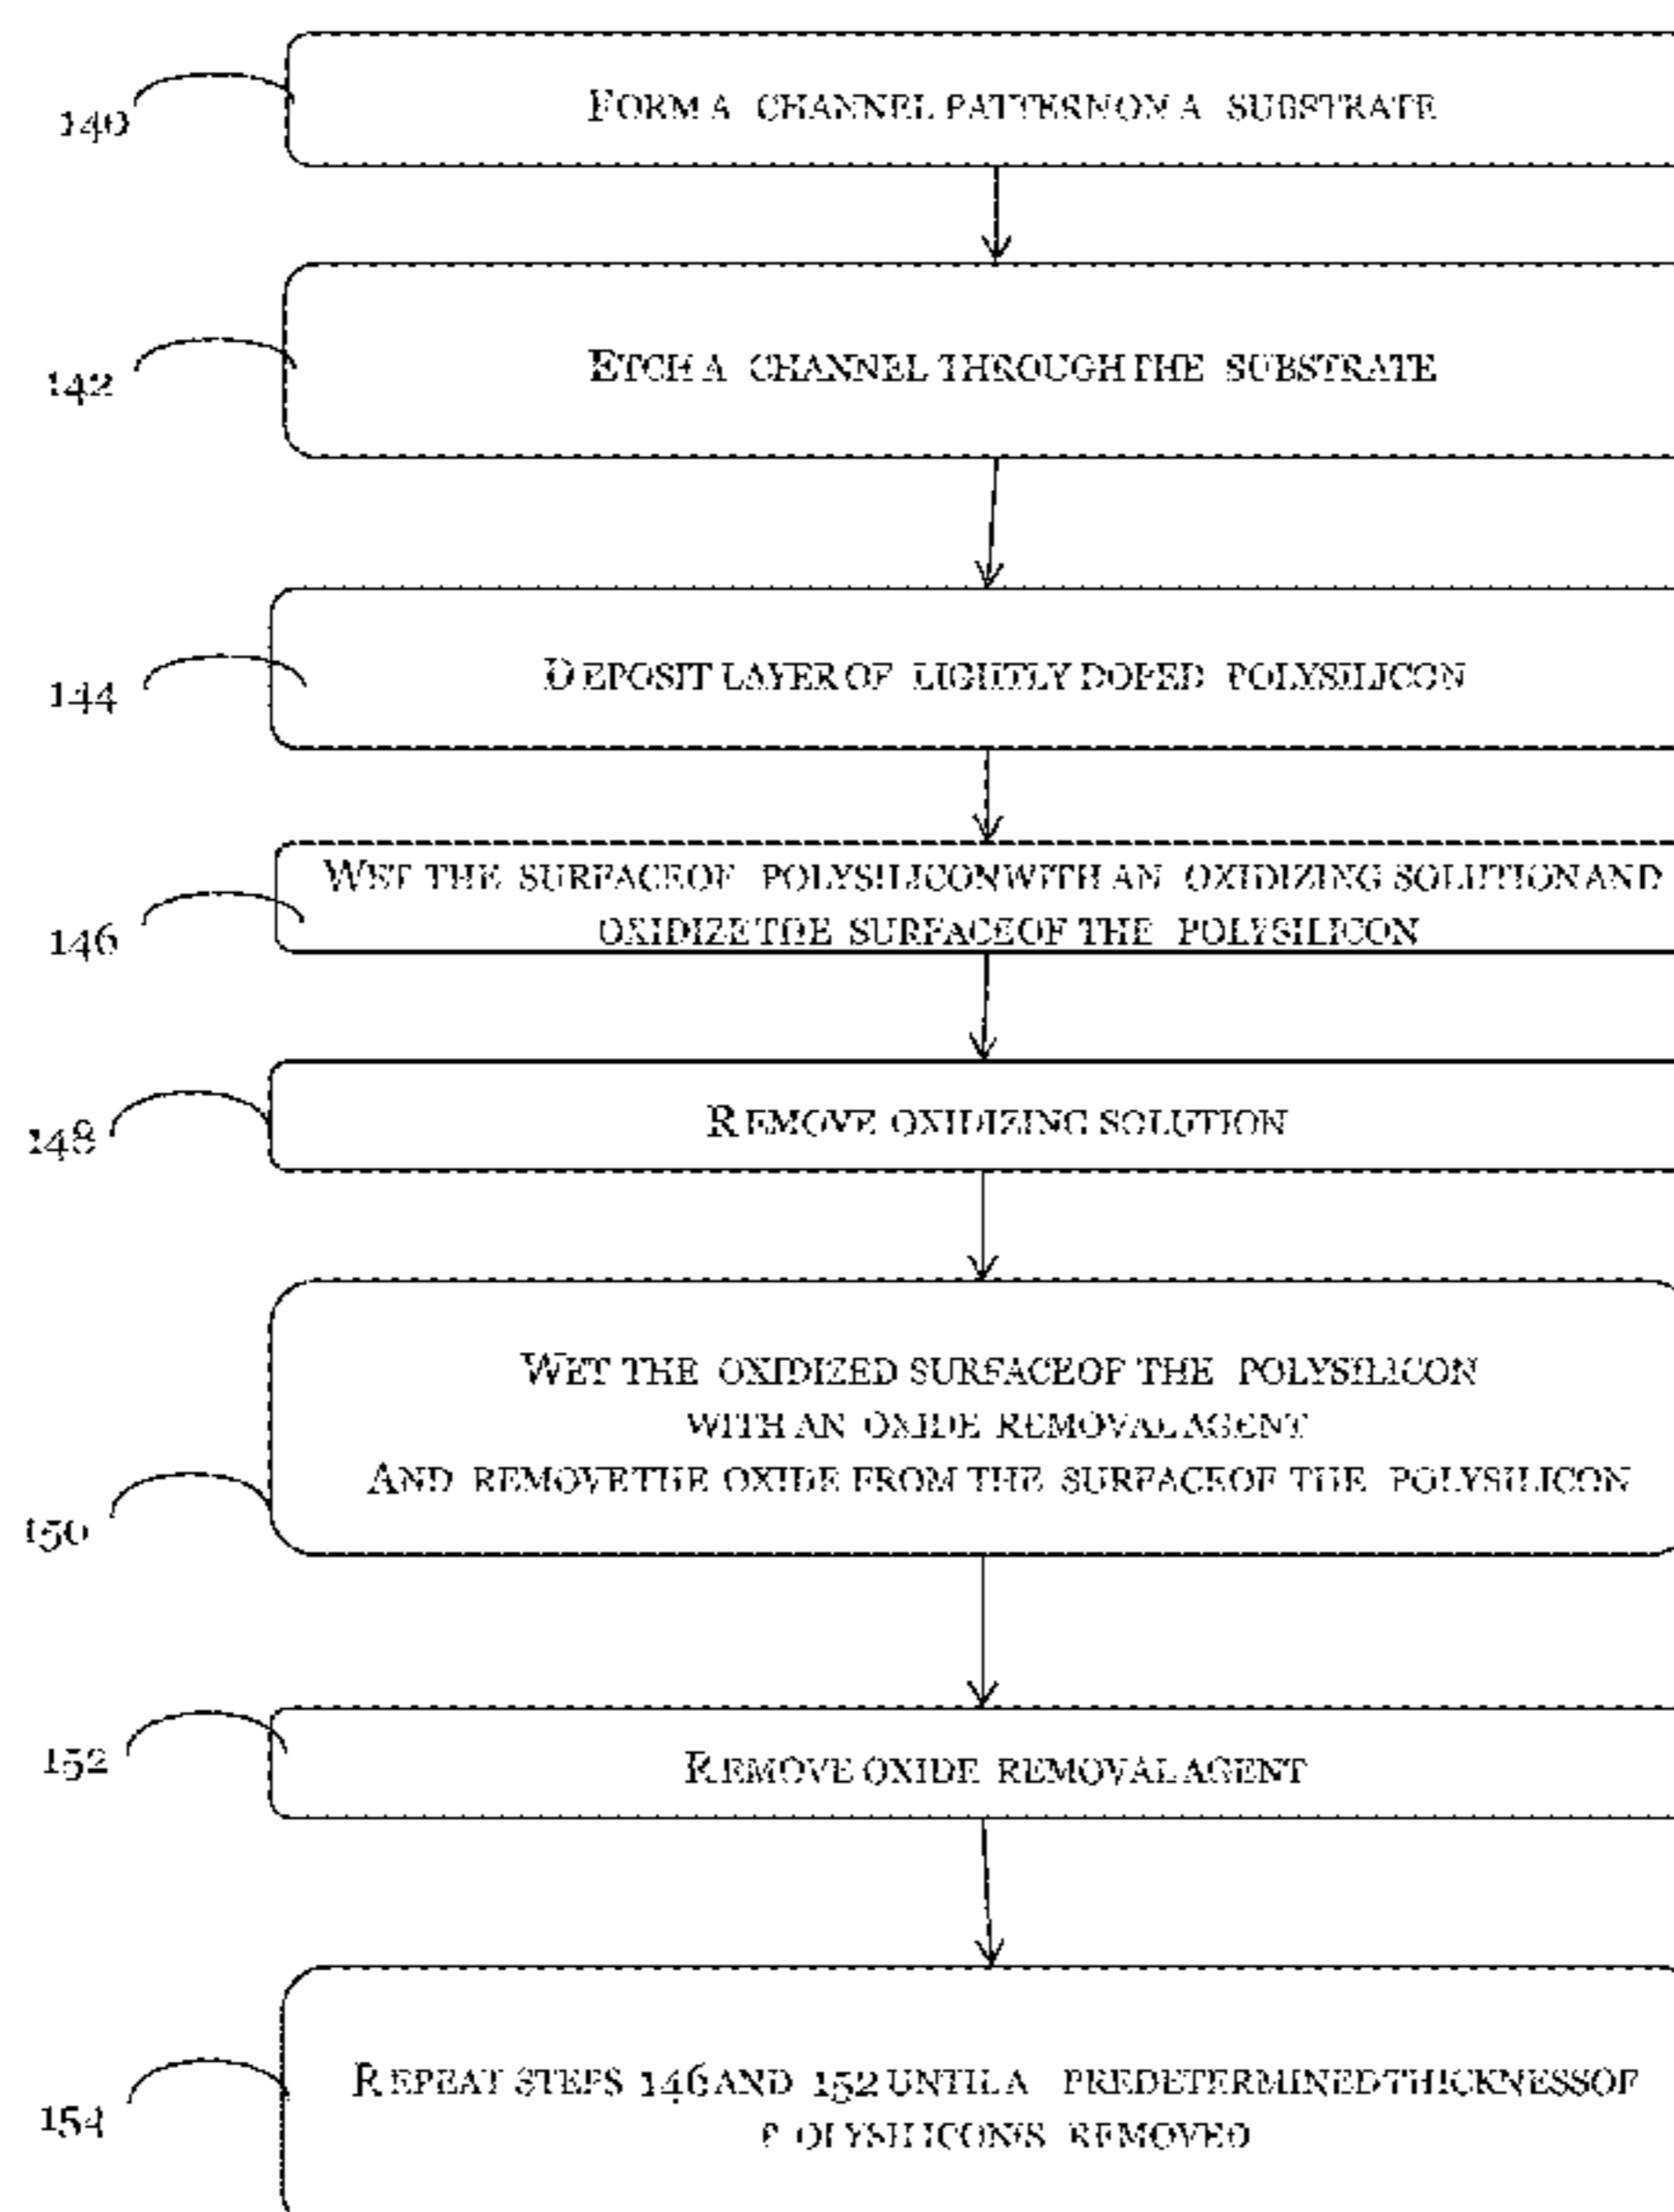 140
FORM A CHANNEL PATTERN ON A SUBSTRATE
142
ETCH A CHANNEL THROUGH THE SUBSTRATE
144
DEPOSIT LAYER OF LIGHTLY DOPED POLYSILICON
146
WET THE SURFACE OF POLYSILICON WITH AN OXIDIZING SOLUTION AND
OXIDIZE THE SURFACE OF THE POLYSILICON
148
REMOVE OXIDIZING SOLUTION
150
WET THE OXIDIZED SURFACE OF THE POLYSILICON
WITH AN OXIDE REMOVAL AGENT
AND REMOVE THE OXIDE FROM THE SURFACE OF THE POLYSILICON
152
REMOVE OXIDE REMOVAL AGENT
154
REPEAT STEPS 146 AND 152 UNTIL A PREDETERMINED THICKNESS OF
POLYSILICON IS REMOVED